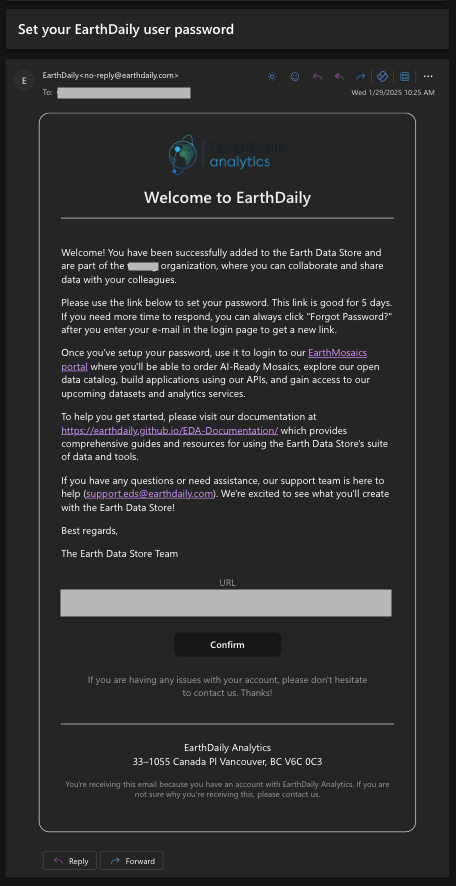 Set your EarthDaily user password
E
EarthDaily<no-reply@earthdaily.com>
To:
Wed 1/29/2025 10:25 AM
EarthDaily
analytics
Welcome to EarthDaily
Welcome! You have been successfully added to the Earth Data Store and
are part of the organization, where you can collaborate and share
data with your colleagues.
Please use the link below to set your password. This link is good for 5 days.
If you need more time to respond, you can always click "Forgot Password?"
after you enter your e-mail in the login page to get a new link.
Once you've setup your password, use it to login to our EarthMosaics
portal where you'll be able to order AI-Ready Mosaics, explore our open
data catalog, build applications using our APIs, and gain access to our
upcoming datasets and analytics services.
To help you get started, please visit our documentation at
https://earthdaily.github.io/EDA-Documentation/ which provides
comprehensive guides and resources for using the Earth Data Store's suite
of data and tools.
If you have any questions or need assistance, our support team is here to
help (support.eds@earthdaily.com). We're excited to see what you'll create
with the Earth Data Store!
Best regards,
The Earth Data Store Team
URL
Confirm
If you are having any issues with your account, please don't hesitate
to contact us. Thanks!
EarthDaily Analytics
33–1055 Canada Pl Vancouver, BC V6C 0C3
You're receiving this email because you have an account with EarthDaily Analytics. If you are
not sure why you're receiving this, please contact us.
Reply
Forward